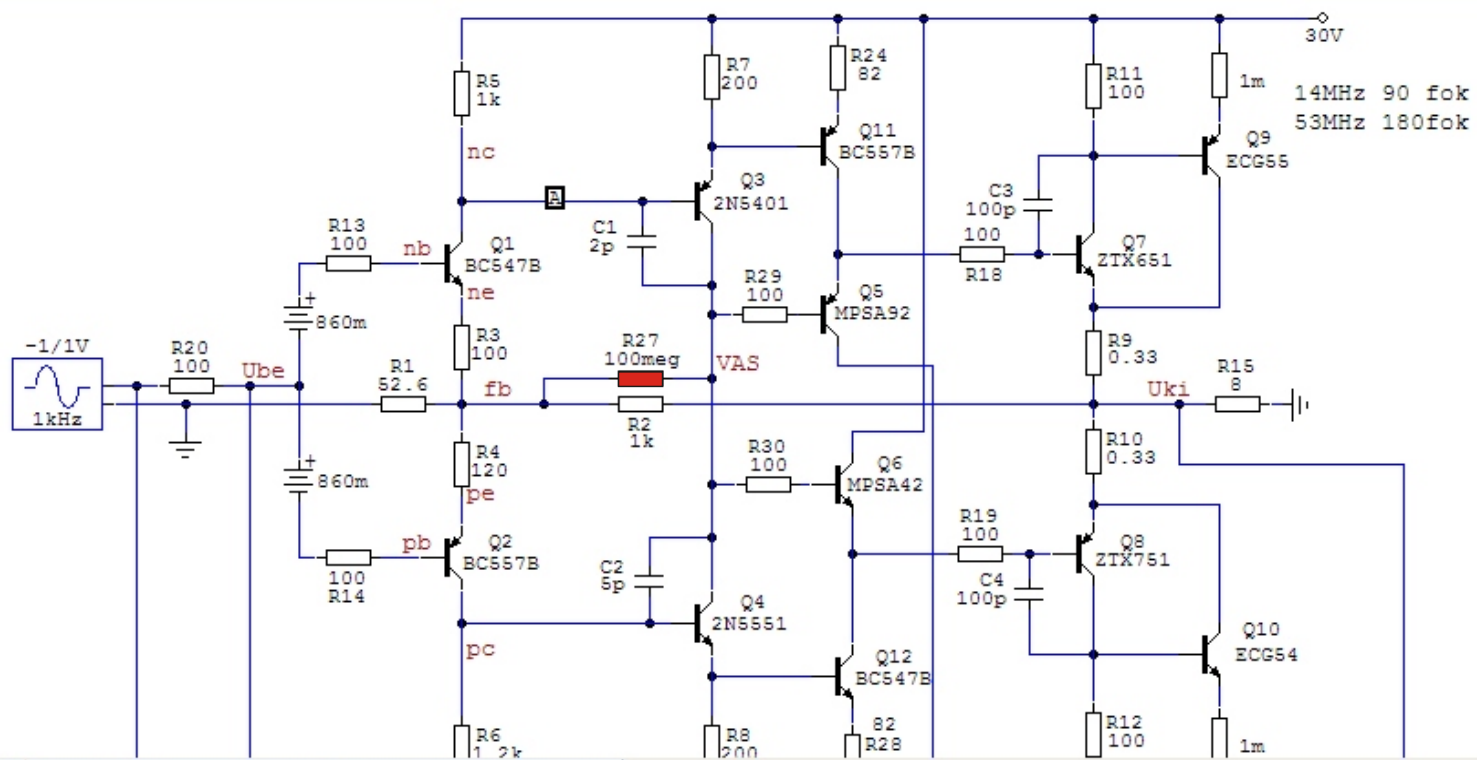 30V
R5
1k
R7
200
R24
82
R11
100
1m
14MHz 90 fok
53MHz 180fok
nc
Q11
BC557B
Q9
ECG55
A
Q3
2N5401
C3
100p
R13
100
nb
Q1
BC547B
C1
2p
100
R18
Q7
ZTX651
ne
+
860m
R29
100
Q5
MPSA92
R3
100
R27
100meg
VAS
R9
0.33
-1/1V
1kHz
R20
100
Ube
R1
52.6
fb
R2
1k
Uki
R15
8
+
860m
R4
120
pe
R30
100
Q6
MPSA42
R10
0.33
pb
Q2
BC557B
100
R14
C2
5p
R19
100
C4
100p
Q8
ZTX751
pc
Q4
2N5551
Q12
BC547B
Q10
ECG54
R6
1.2k
R8
200
82
R28
R12
100
1m